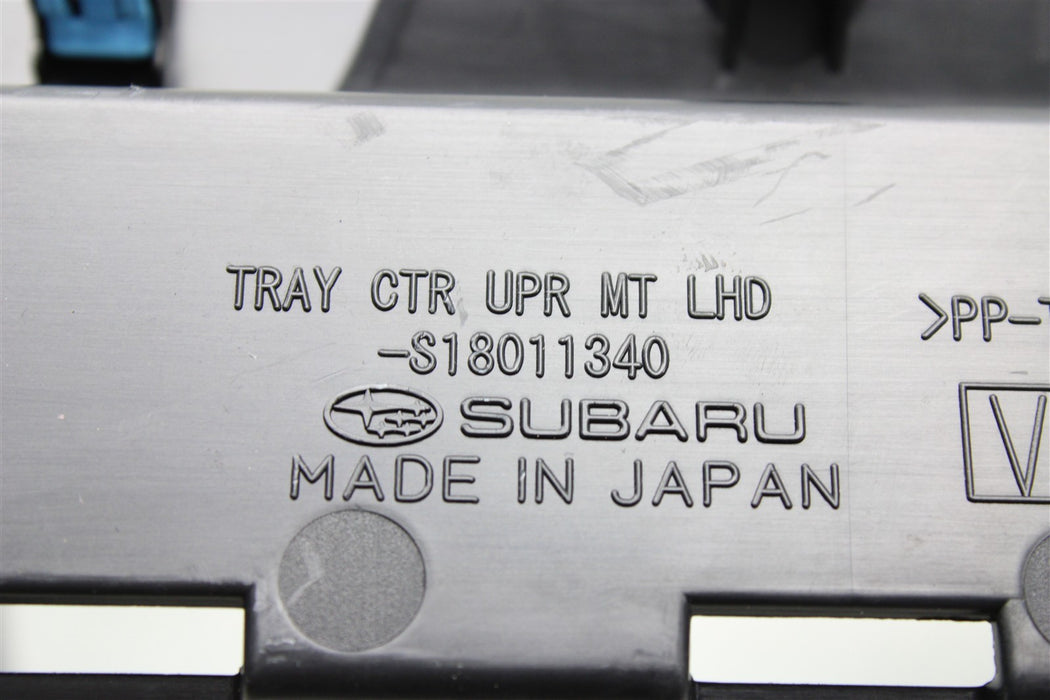 TRAY CTR UPR MT LHD
-S18011340
SUBARU
MADE IN JAPAN
>PP-
V